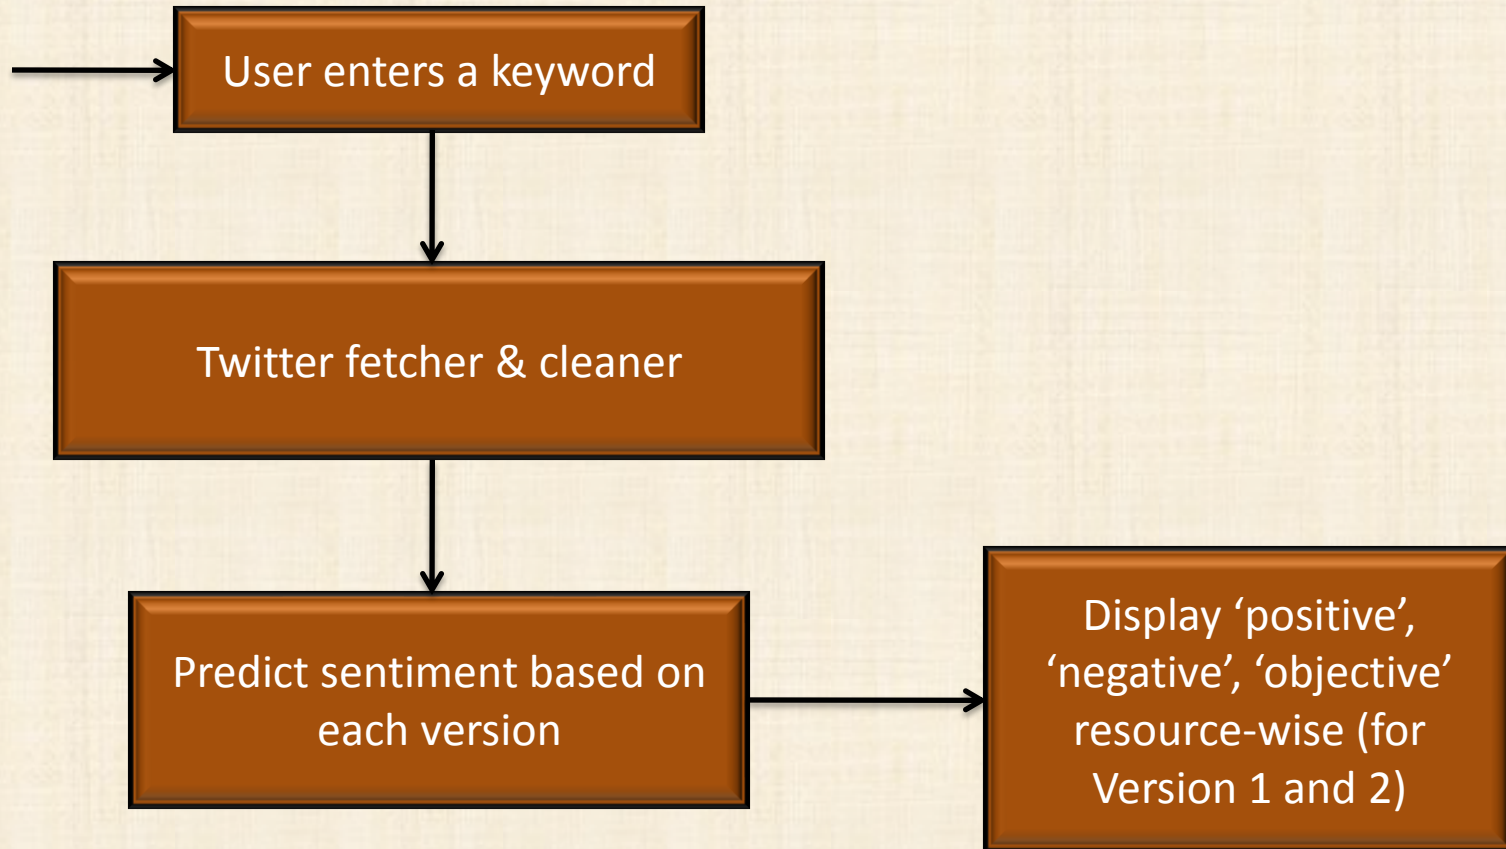 User enters a keyword
Twitter fetcher & cleaner
Predict sentiment based on
each version
Display ‘positive’,
‘negative’, ‘objective’
resource-wise (for
Version 1 and 2)